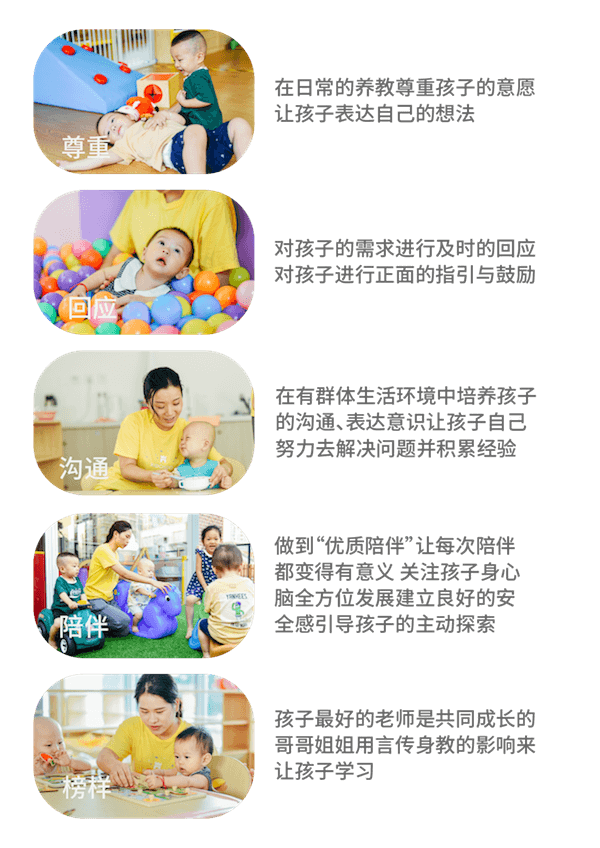 尊重
在日常的养教尊重孩子的意愿
让孩子表达自己的想法
回应
对孩子的需求进行及时的回应
对孩子进行正面的指引与鼓励
沟通
在有群体生活环境中培养孩子
的沟通、表达意识让孩子自己
努力去解决问题并积累经验
陪伴
做到“优质陪伴”让每次陪伴
都变得有意义 关注孩子身心
脑全方位发展建立良好的安
全感引导孩子的主动探索
YANKEES
榜样
孩子最好的老师是共同成长的
哥哥姐姐用言传身教的影响来
让孩子学习